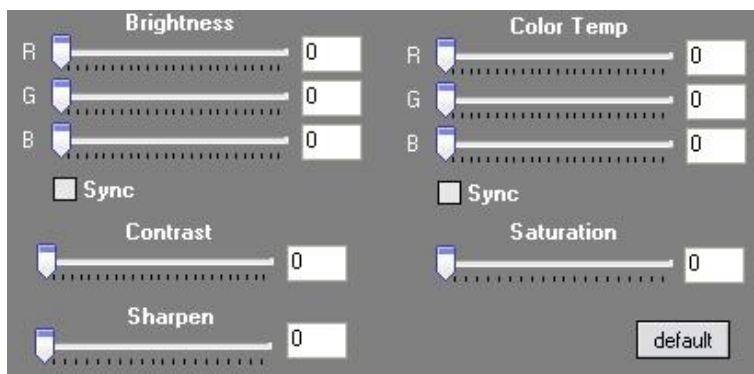 Brightness
R 0
G 0
B 0
Sync
Contrast
0
Sharpen
0
Color Temp
R 0
G 0
B 0
Sync
Saturation
0
default